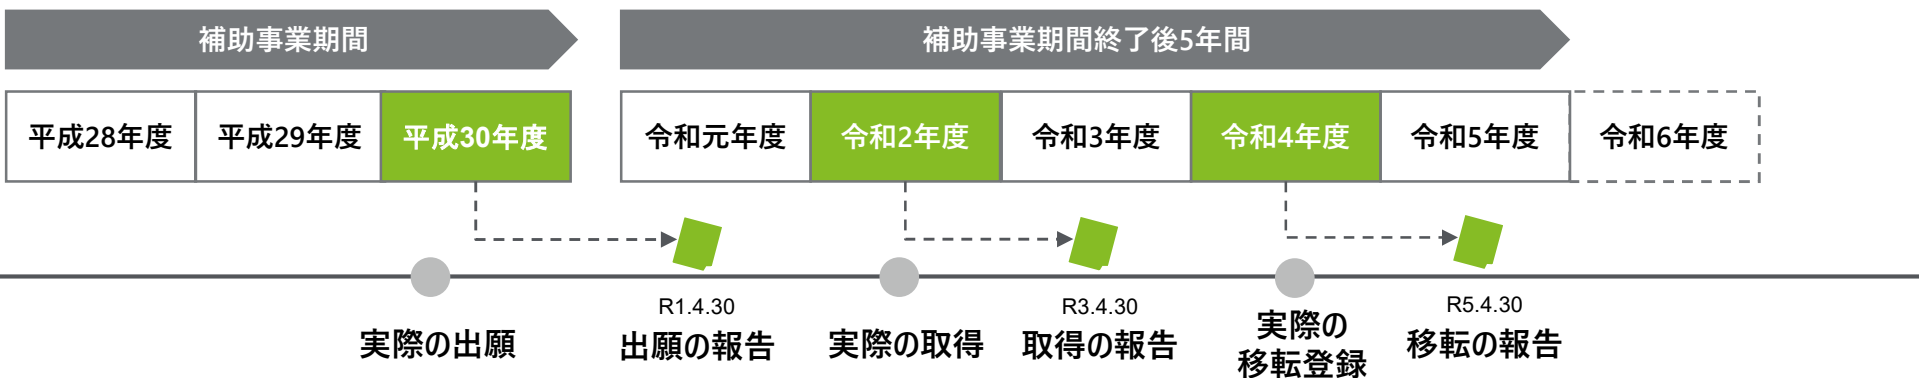 補助事業期間
補助事業期間終了後5年間
平成28年度
平成29年度
平成30年度
令和元年度
令和2年度
令和3年度
令和4年度
令和5年度
令和6年度
実際の出願
R1.4.30
出願の報告
実際の取得
R3.4.30
取得の報告
実際の
移転登録
R5.4.30
移転の報告